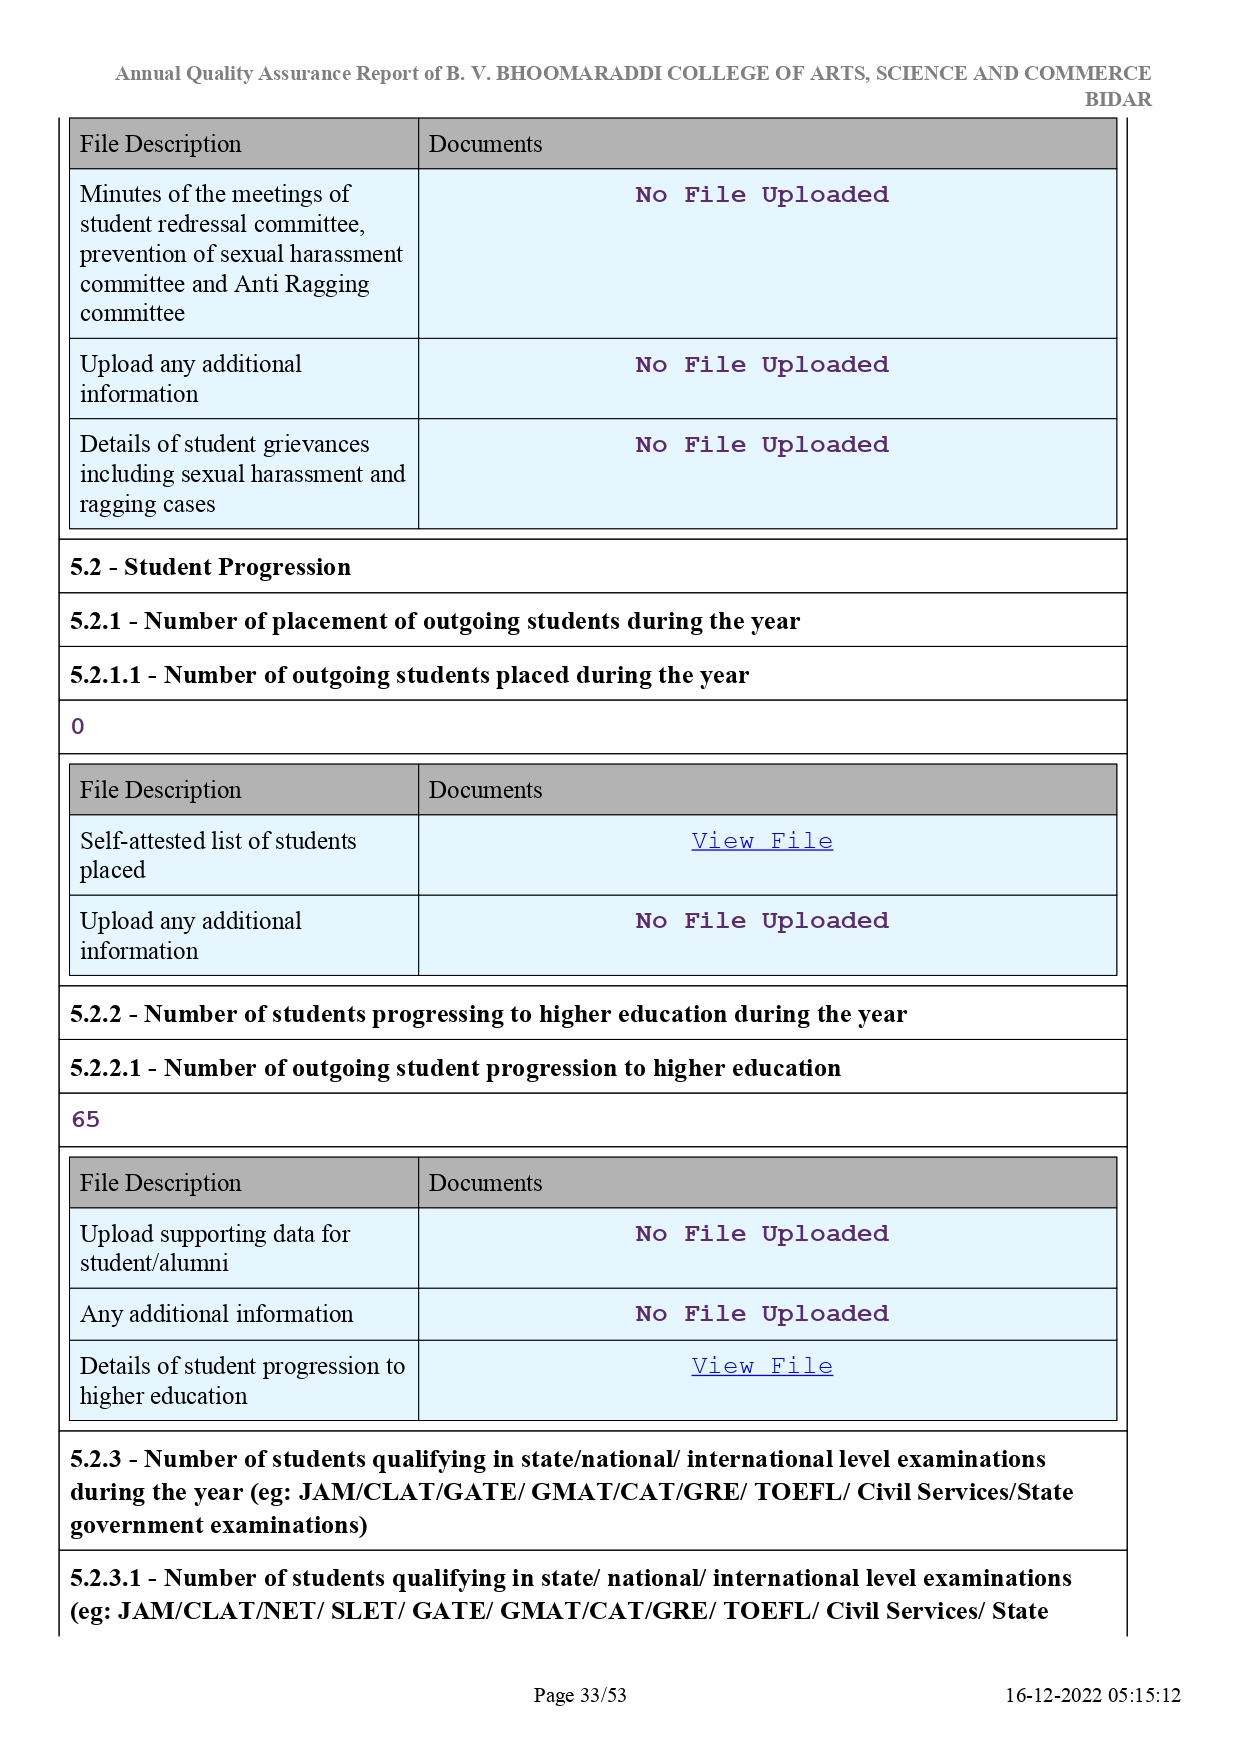 Annual Quality Assurance Report of B. V. BHOOMARADDI COLLEGE OF ARTS, SCIENCE AND COMMERCE
BIDAR
File Description Documents
Minutes of the meetings of No File Uploaded
student redressal committee,
prevention of sexual harassment
committee and Anti Ragging
committee
Upload any additional No File Uploaded
information
Details of student grievances No File Uploaded
including sexual harassment and
ragging cases
5.2 - Student Progression
5.2.1 - Number of placement of outgoing students during the year
5.2.1.1 - Number of outgoing students placed during the year
0
File Description Documents
Self-attested list of students View File
placed
Upload any additional No File Uploaded
information
5.2.2 - Number of students progressing to higher education during the year
5.2.2.1 - Number of outgoing student progression to higher education
65
File Description Documents
Upload supporting data for No File Uploaded
student/alumni
Any additional information No File Uploaded
Details of student progression to View File
higher education
5.2.3 - Number of students qualifying in state/national/ international level examinations
during the year (eg: JAM/CLAT/GATE/ GMAT/CAT/GRE/ TOEFL/ Civil Services/State
government examinations)
5.2.3.1 - Number of students qualifying in state/ national/ international level examinations
(eg: JAM/CLAT/NET/ SLET/ GATE/ GMAT/CAT/GRE/ TOEFL/ Civil Services/ State
Page 33/53 16-12-2022 05:15:12